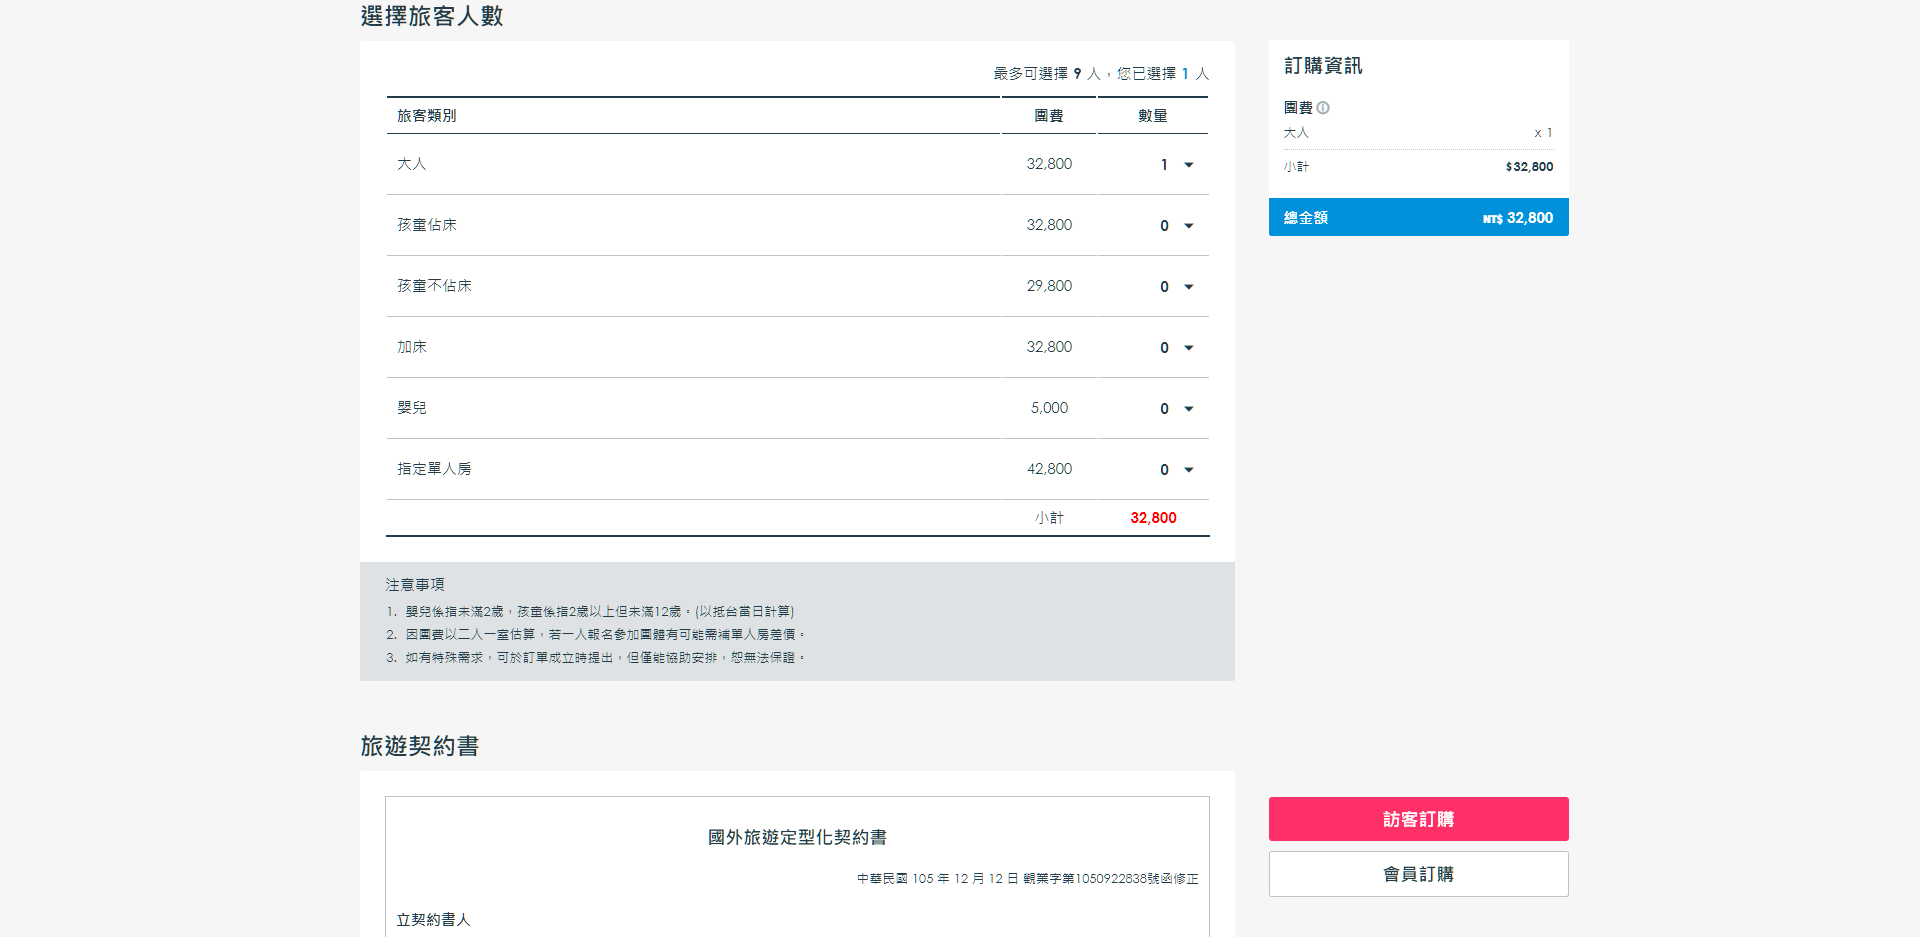 選擇旅客人數
最多可選擇 9 人，您已選擇 1 人
旅客類別 團費 數量
大人 32,800 1
孩童佔床 32,800 0
孩童不佔床 29,800 0
加床 32,800 0
嬰兒 5,000 0
指定單人房 42,800 0
小計 32,800
注意事項
1. 嬰兒係指未滿2歲，孩童係指2歲以上但未滿12歲。(以抵台當日計算)
2. 因團費以二人一室估算，若一人報名參加團體有可能需補單人房差價。
3. 如有特殊需求，可於訂單成立時提出，但僅能協助安排，恕無法保證。
旅遊契約書
國外旅遊定型化契約書
中華民國 105 年 12 月 12 日 觀業字第1050922838號函修正
立契約書人
訂購資訊
團費
大人 x 1
小計 $32,800
總金額 NT$ 32,800
訪客訂購
會員訂購